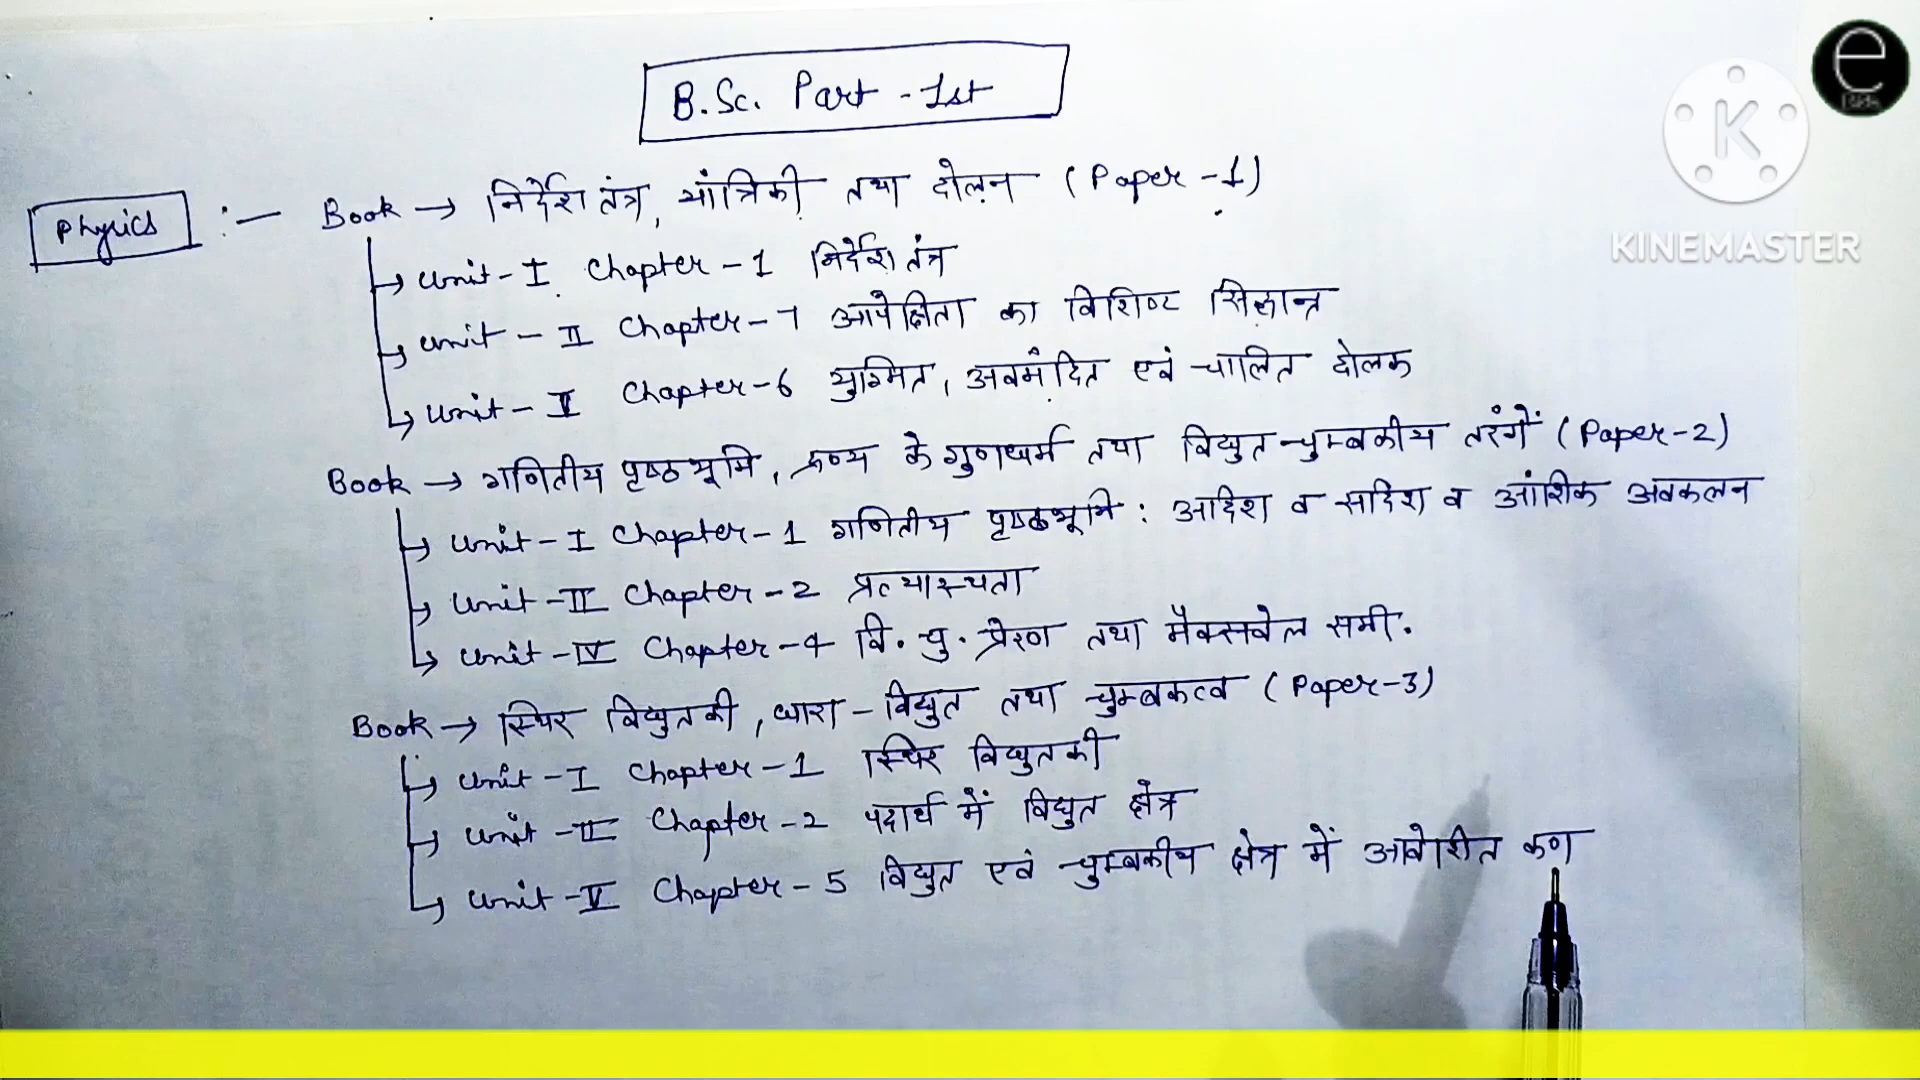 B.Sc. Part - 1st
Physics :- Book → निर्देश तंत्र, यांत्रिकी तथा दोलन (Paper-1)
→ Unit-I Chapter-1 निर्देश तंत्र
→ Unit-II Chapter-7 आपेक्षिता का विशिष्ट सिद्धान्त
→ Unit-V Chapter-6 युग्मित, अवमंदित एवं चालित दोलक
Book → गणितीय पृष्ठभूमि, द्रव्य के गुणधर्म तथा विद्युत चुम्बकीय तरंगें (Paper-2)
→ Unit-I Chapter-1 गणितीय पृष्ठभूमि: आदिश व सदिश व आंशिक अवकलन
→ Unit-II Chapter-2 प्रत्यास्थता
→ Unit-IV Chapter-4 वि. चु. प्रेरण तथा मैक्सवेल समी.
Book → स्थिर विद्युतकी, धारा-विद्युत तथा चुम्बकत्व (Paper-3)
→ Unit-I Chapter-1 स्थिर विद्युतकी
→ Unit-II Chapter-2 पदार्थ में विद्युत क्षेत्र
→ Unit-V Chapter-5 विद्युत एवं चुम्बकीय क्षेत्र में आवेशित कण
K
KINEMASTER
e